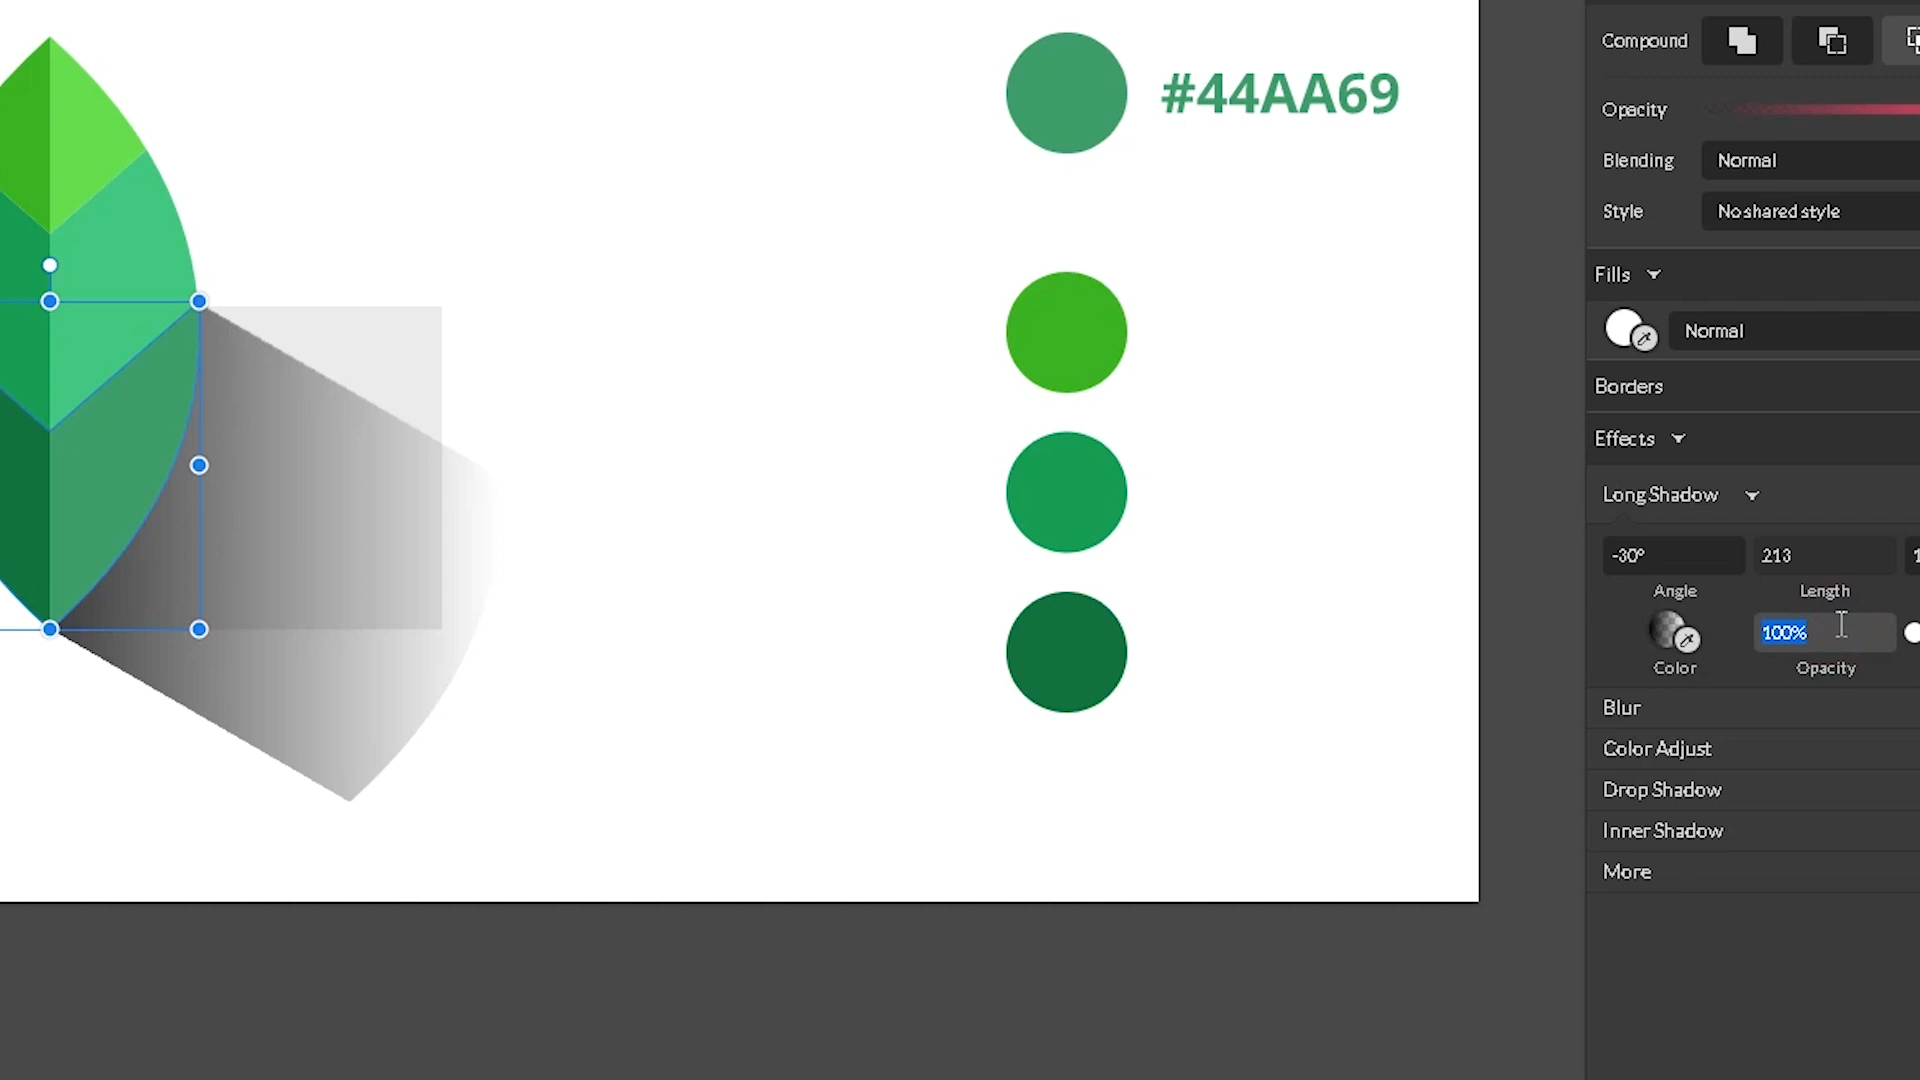 #44AA69
Compound
Opacity
Blending
Normal
Style
No shared style
Fills
Normal
Borders
Effects
Long Shadow
-30°
213
Angle
Length
100%
Color
Opacity
Blur
Color Adjust
Drop Shadow
Inner Shadow
More